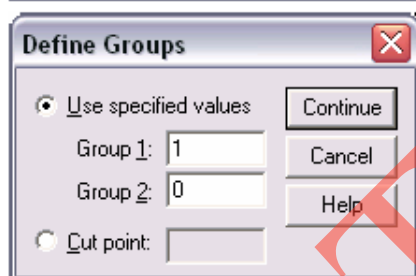 Define Groups
Use specified values
Continue
Group 1: 1
Cancel
Group 2: 0
Help
Cut point: